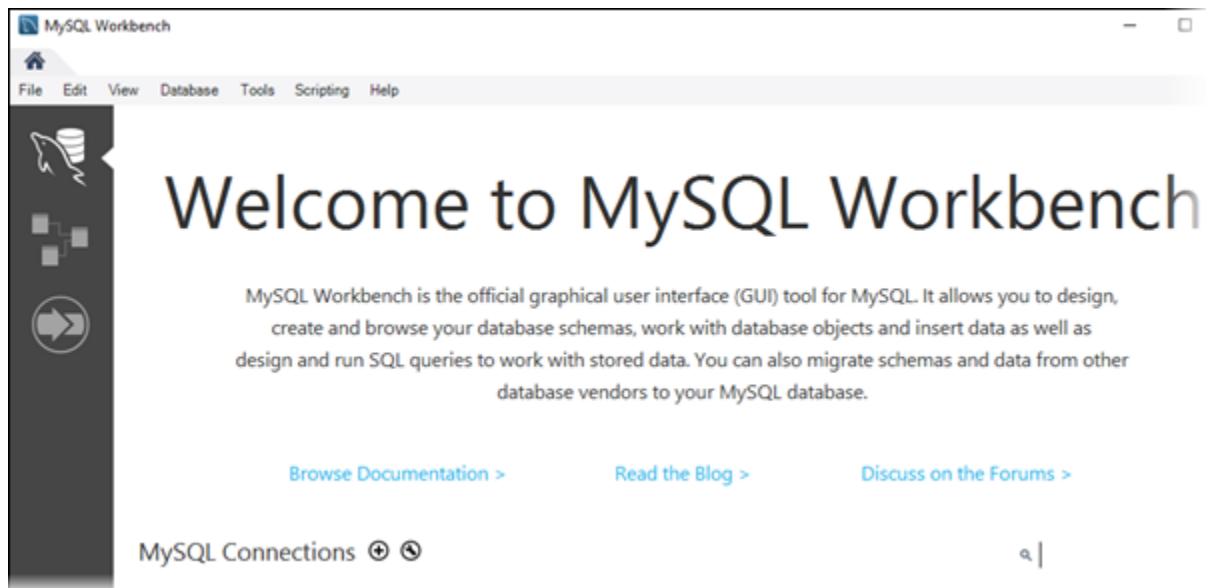 MySQL Workbench
File Edit View Database Tools Scripting Help
Welcome to MySQL Workbench
MySQL Workbench is the official graphical user interface (GUI) tool for MySQL. It allows you to design,
create and browse your database schemas, work with database objects and insert data as well as
design and run SQL queries to work with stored data. You can also migrate schemas and data from other
database vendors to your MySQL database.
Browse Documentation > Read the Blog > Discuss on the Forums >
MySQL Connections